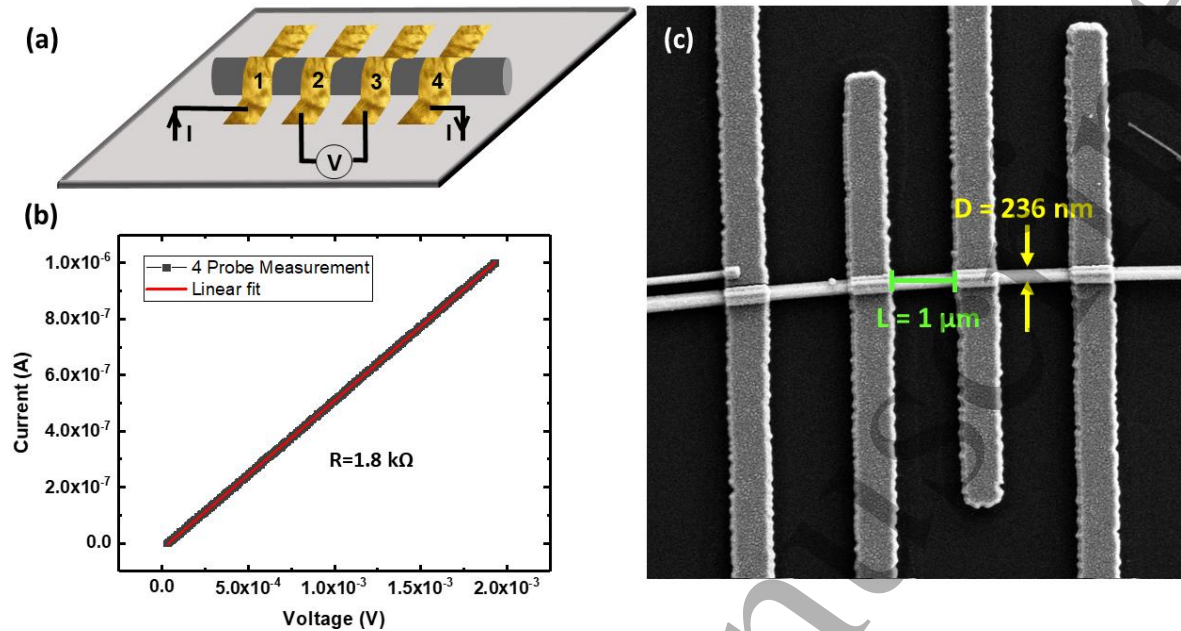 (a)
1 2 3 4
I
I
V
(b)
4 Probe Measurement
Linear fit
1.0x10⁻⁶
8.0x10⁻⁷
6.0x10⁻⁷
4.0x10⁻⁷
2.0x10⁻⁷
0.0
Current (A)
R=1.8 kΩ
0.0 5.0x10⁻⁴ 1.0x10⁻³ 1.5x10⁻³ 2.0x10⁻³
Voltage (V)
(c)
D = 236 nm
L = 1 µm